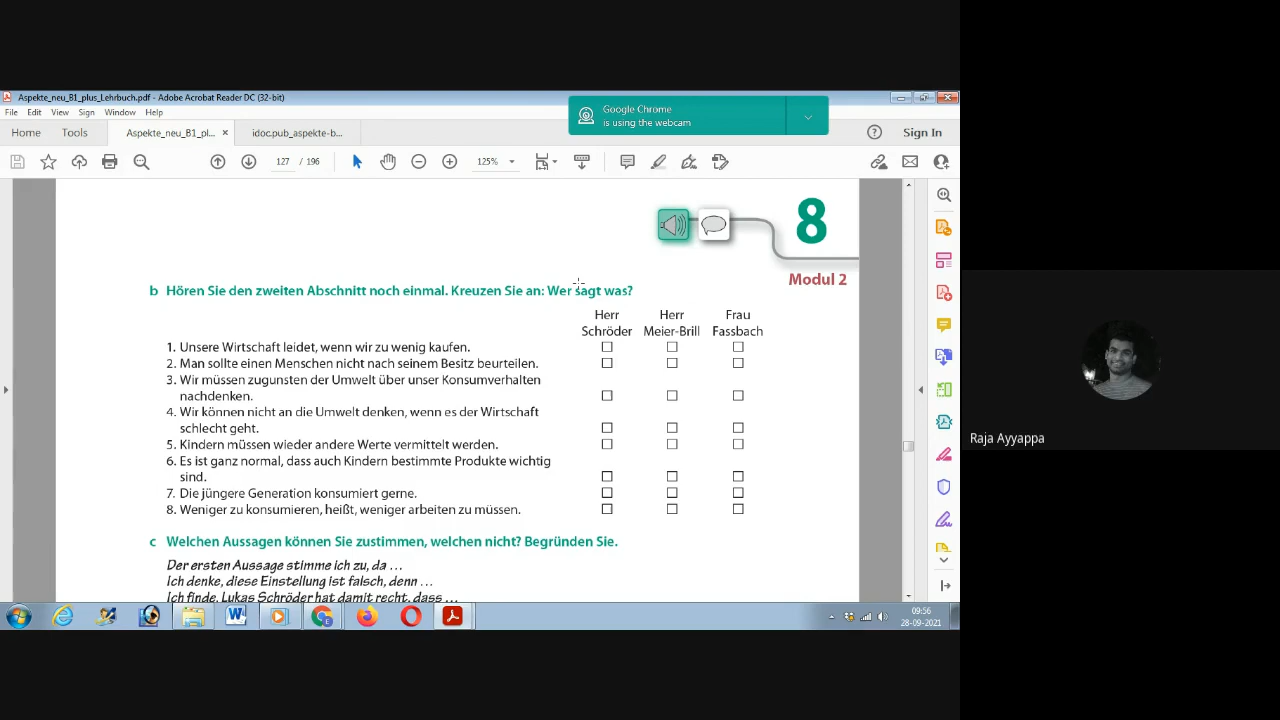 Aspekte_neu_B1_plus_Lehrbuch.pdf - Adobe Acrobat Reader DC (32-bit)
File Edit View Sign Window Help
Google Chrome
is using the webcam
Home Tools Aspekte_neu_B1_pl... × idoc.pub_aspekte-b... Sign In
127 / 196 125%
8
Modul 2
b Hören Sie den zweiten Abschnitt noch einmal. Kreuzen Sie an: Wer sagt was?
Herr Herr Frau
Schröder Meier-Brill Fassbach
1. Unsere Wirtschaft leidet, wenn wir zu wenig kaufen.
2. Man sollte einen Menschen nicht nach seinem Besitz beurteilen.
3. Wir müssen zugunsten der Umwelt über unser Konsumverhalten
nachdenken.
4. Wir können nicht an die Umwelt denken, wenn es der Wirtschaft
schlecht geht.
5. Kindern müssen wieder andere Werte vermittelt werden.
6. Es ist ganz normal, dass auch Kindern bestimmte Produkte wichtig
sind.
7. Die jüngere Generation konsumiert gerne.
8. Weniger zu konsumieren, heißt, weniger arbeiten zu müssen.
c Welchen Aussagen können Sie zustimmen, welchen nicht? Begründen Sie.
Der ersten Aussage stimme ich zu, da ...
Ich denke, diese Einstellung ist falsch, denn ...
Ich finde, Lukas Schröder hat damit recht, dass ...
09:56
28-09-2021
Raja Ayyappa